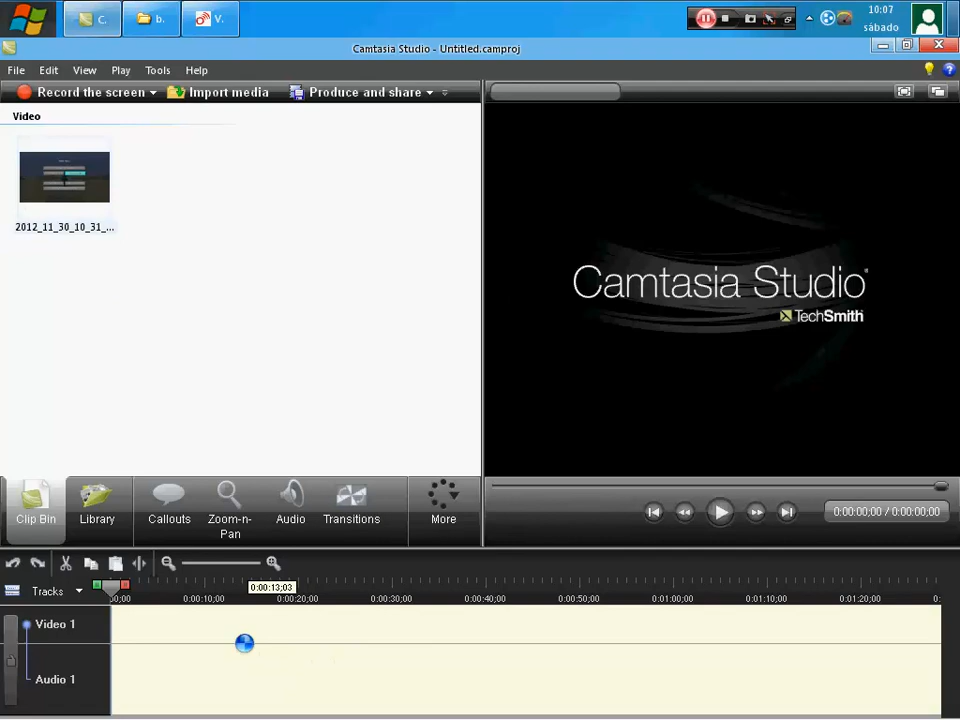 C.
b.
V.
10:07
sábado
Camtasia Studio - Untitled.camproj
File Edit View Play Tools Help
Record the screen Import media Produce and share
Video
2012_11_30_10_31_...
Camtasia Studio
TechSmith
Clip Bin Library Callouts Zoom-n-Pan Audio Transitions More
0:00:00;00 / 0:00:00;00
0:00:13;03
Tracks
00;00 0:00:10;00 0:00:20;00 0:00:30;00 0:00:40;00 0:00:50;00 0:01:00;00 0:01:10;00 0:01:20;00 0:
Video 1
Audio 1